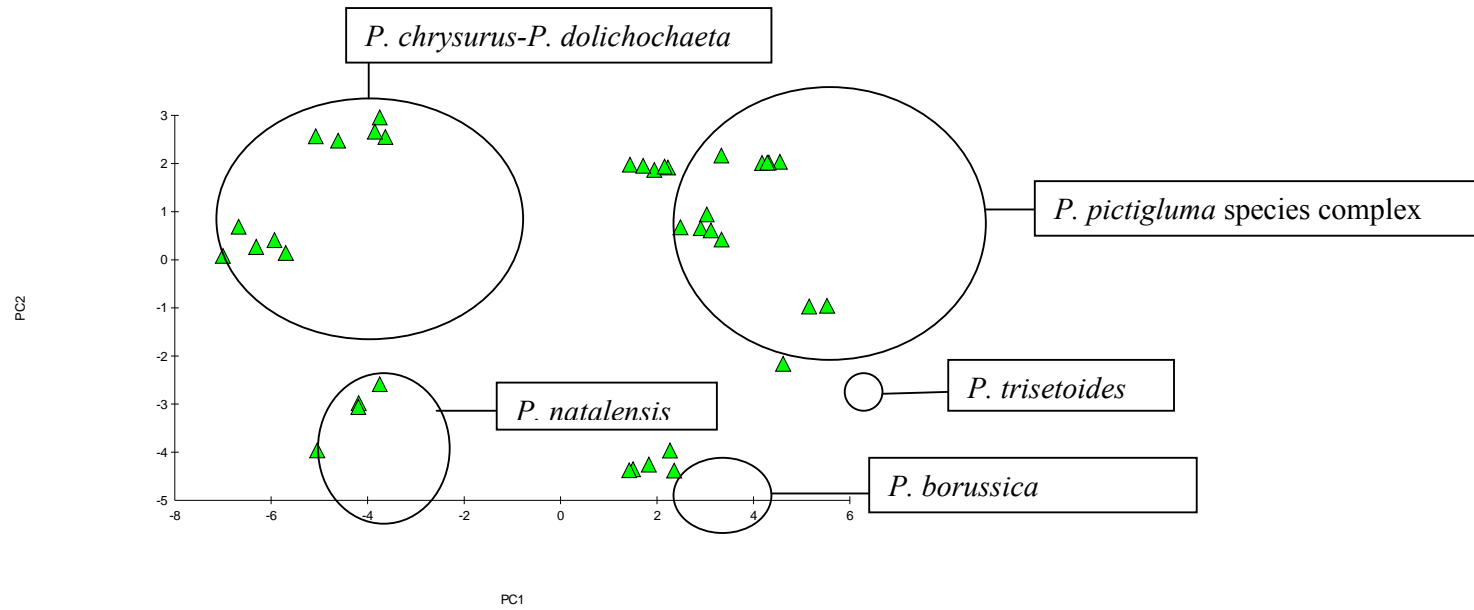 P. chrysurus-P. dolichochaeta
3
2
P. pictigluma species complex
1
0
-1
PC2
-2
P. trisetoides
-3
P. natalensis
-4
P. borussica
-5
-8 -6 -4 -2 0 2 4 6
PC1